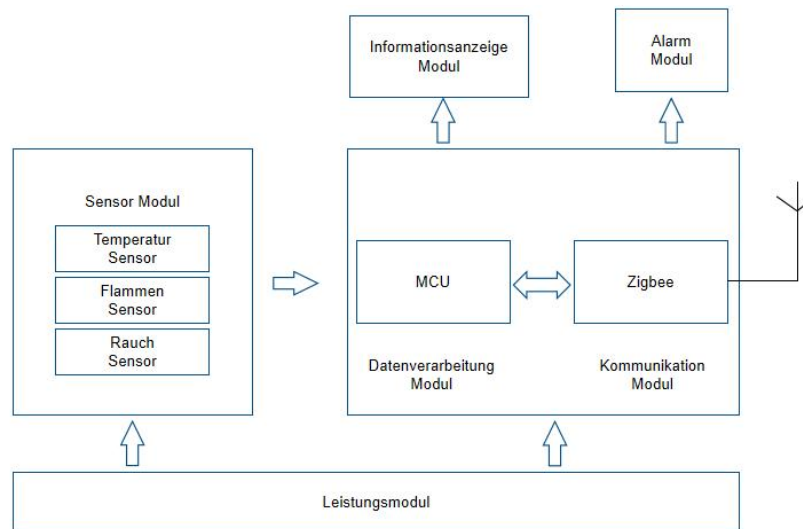 Informationsanzeige
Modul
Alarm
Modul
Sensor Modul
Temperatur
Sensor
Flammen
Sensor
Rauch
Sensor
MCU
Zigbee
Datenverarbeitung
Modul
Kommunikation
Modul
Leistungsmodul